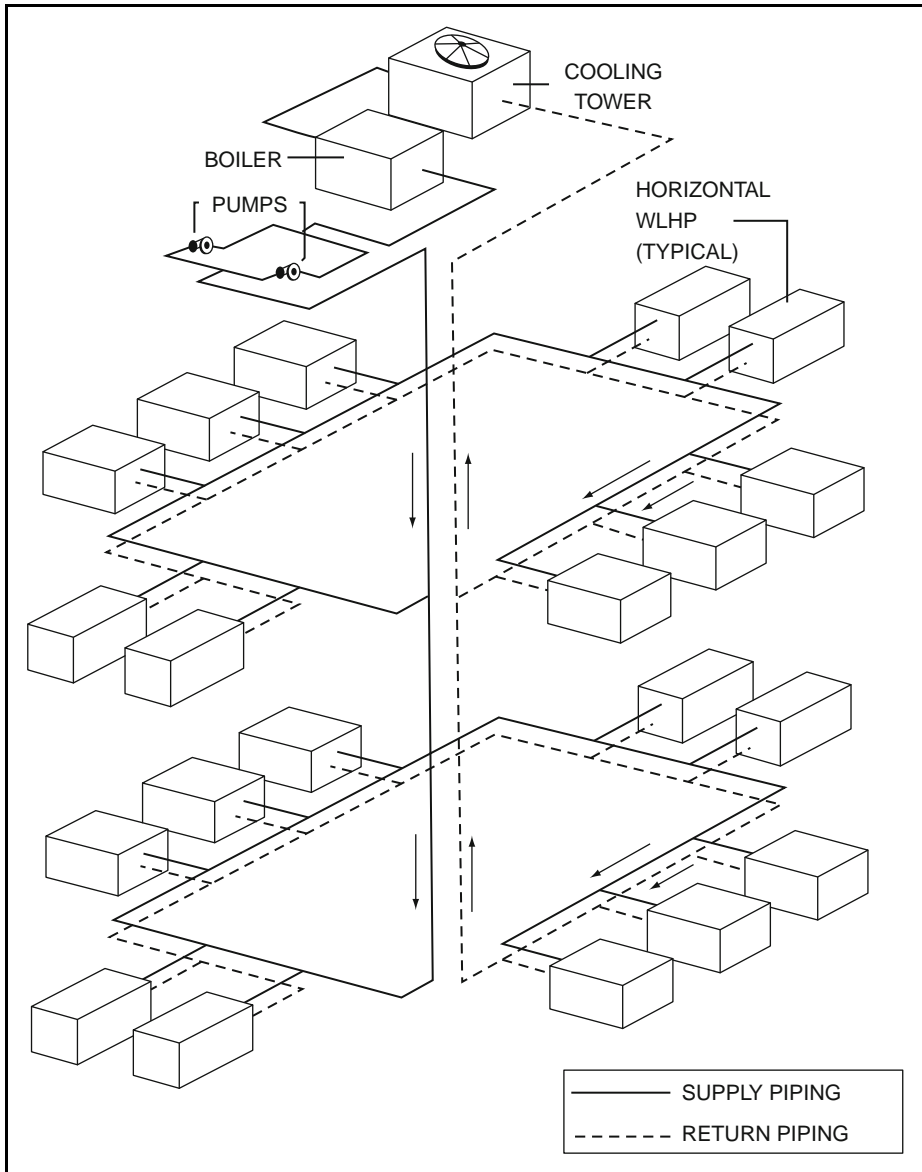 COOLING
TOWER
BOILER
HORIZONTAL
WLHP
(TYPICAL)
PUMPS
SUPPLY PIPING
RETURN PIPING